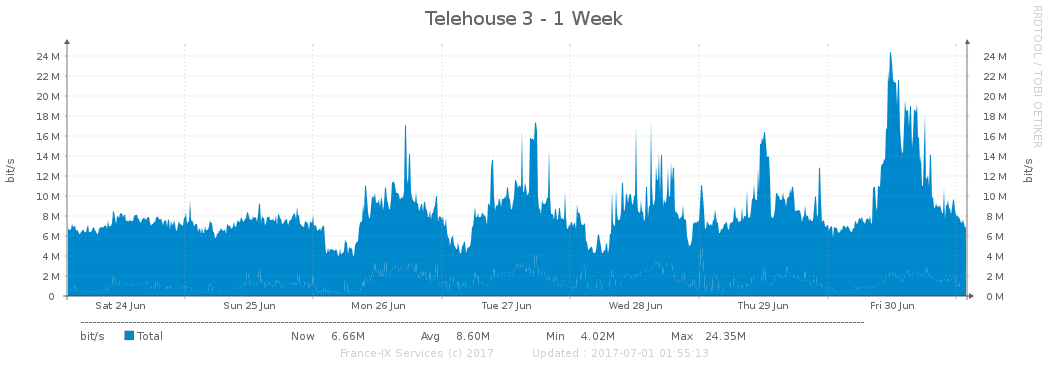 Telehouse 3 - 1 Week
RRDTOOL / TOBI OETIKER
bit/s
24 M 24 M
22 M 22 M
20 M 20 M
18 M 18 M
16 M 16 M
14 M 14 M
12 M 12 M
10 M 10 M
8 M 8 M
6 M 6 M
4 M 4 M
2 M 2 M
0 0 M
bit/s
Sat 24 Jun Sun 25 Jun Mon 26 Jun Tue 27 Jun Wed 28 Jun Thu 29 Jun Fri 30 Jun
bit/s Total Now 6.66M Avg 8.60M Min 4.02M Max 24.35M
France-IX Services (c) 2017 Updated : 2017-07-01 01:55:13